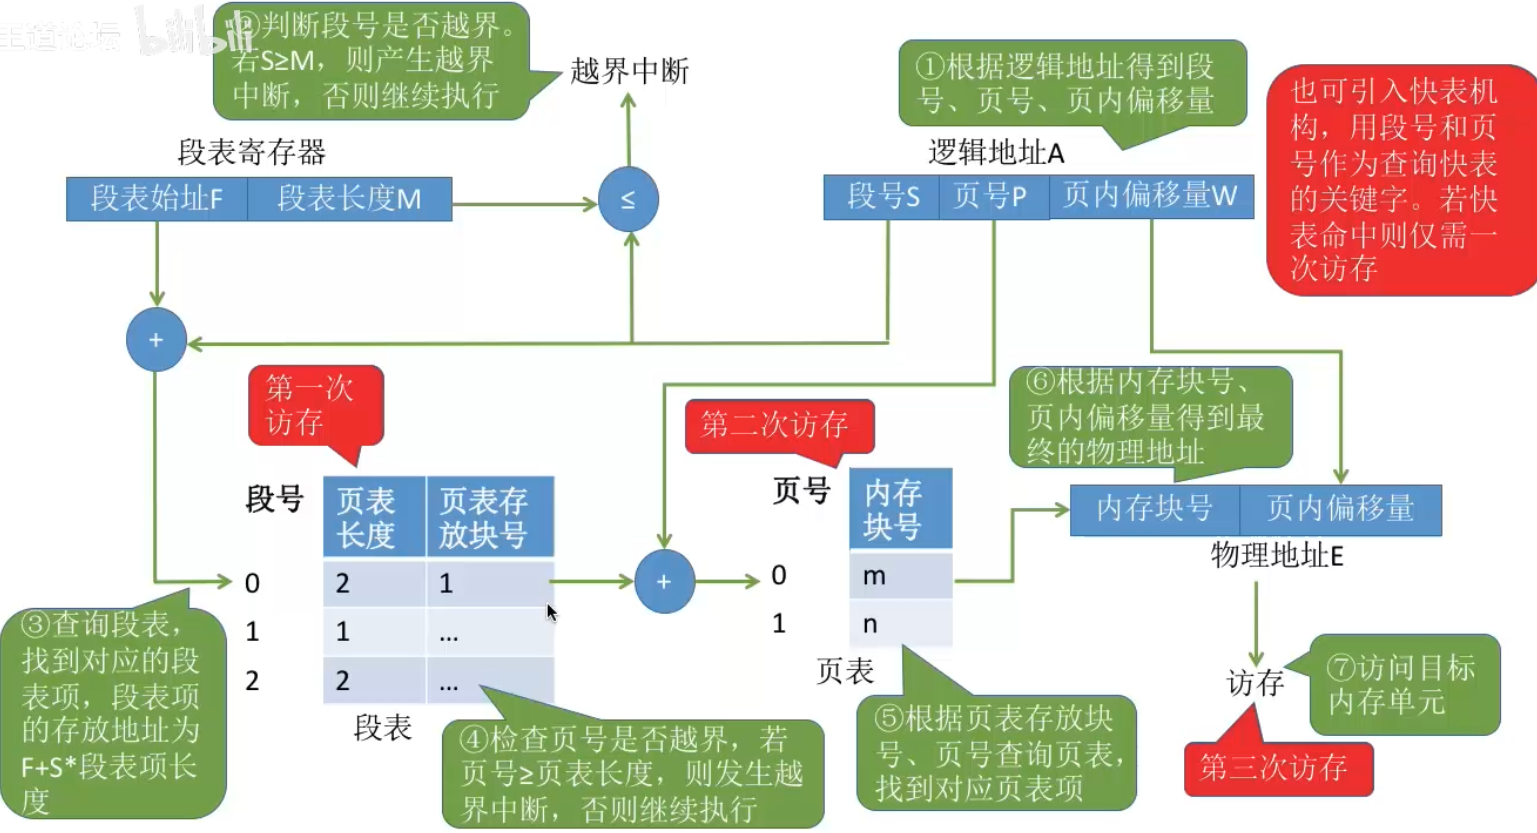 王道论坛 bilibili
②判断段号是否越界。
若S≥M，则产生越界
中断，否则继续执行
越界中断
①根据逻辑地址得到段
号、页号、页内偏移量
也可引入快表机
构，用段号和页
号作为查询快表
的关键字。若快
表命中则仅需一
次访存
段表寄存器
段表始址F 段表长度M
≤
逻辑地址A
段号S 页号P 页内偏移量W
+
第一次
访存
第二次访存
⑥根据内存块号、
页内偏移量得到最
终的物理地址
段号
页表
长度
页表存
放块号
0 2 1
1 1 ...
2 2 ...
段表
+
页号
内存
块号
0 m
1 n
页表
内存块号 页内偏移量
物理地址E
访存
③查询段表，
找到对应的段
表项，段表项
的存放地址为
F+S*段表项长
度
④检查页号是否越界，若
页号≥页表长度，则发生越
界中断，否则继续执行
⑤根据页表存放块
号、页号查询页表，
找到对应页表项
⑦访问目标
内存单元
第三次访存